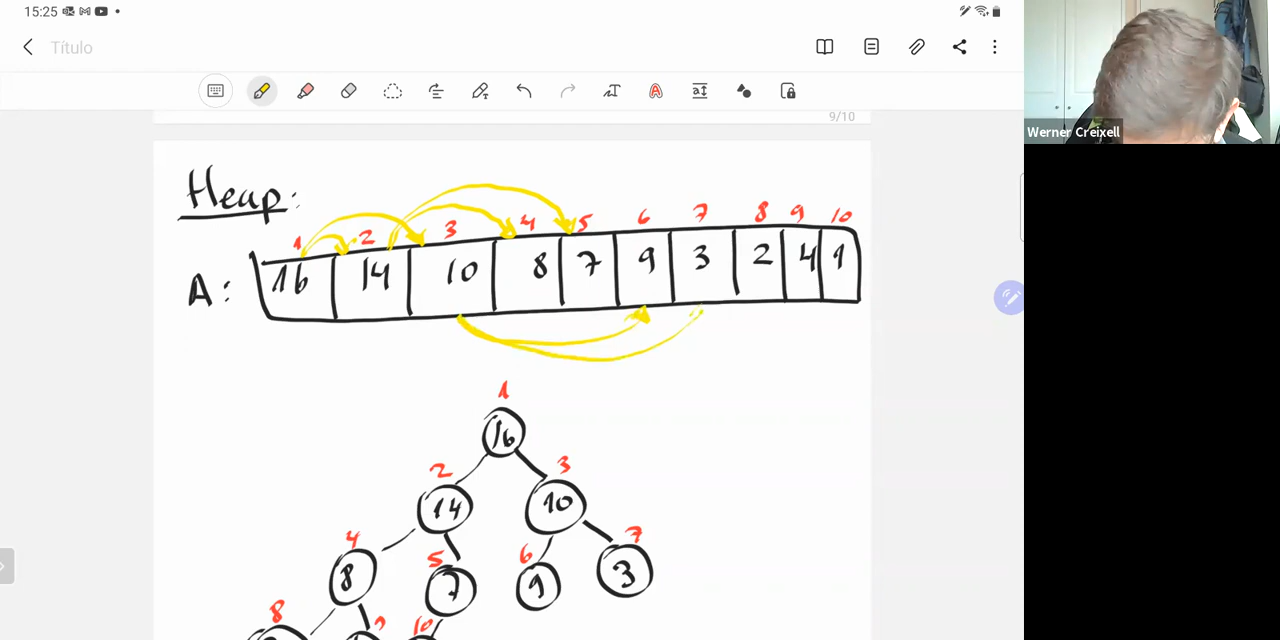 15:25
Título
9/10
Werner Creixell
Heap:
1 2 3 4 5 6 7 8 9 10
A: 16 14 10 8 7 9 3 2 4 1
1
16
2 3
14 10
4 5 6 7
8 7 9 3
8 9 10